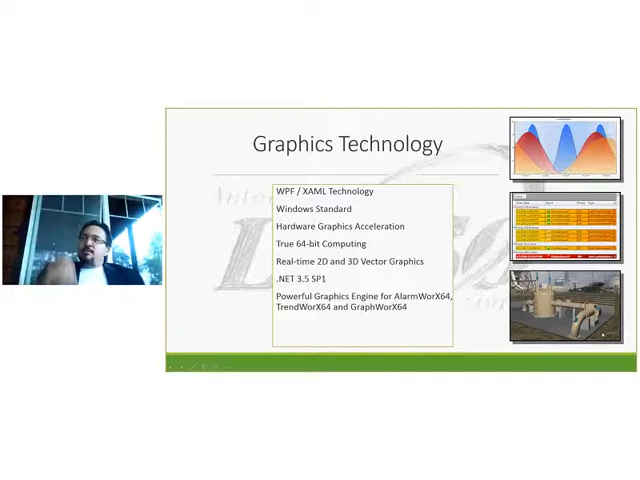 Graphics Technology
WPF / XAML Technology
Windows Standard
Hardware Graphics Acceleration
True 64-bit Computing
Real-time 2D and 3D Vector Graphics
.NET 3.5 SP1
Powerful Graphics Engine for AlarmWorX64,
TrendWorX64 and GraphWorX64